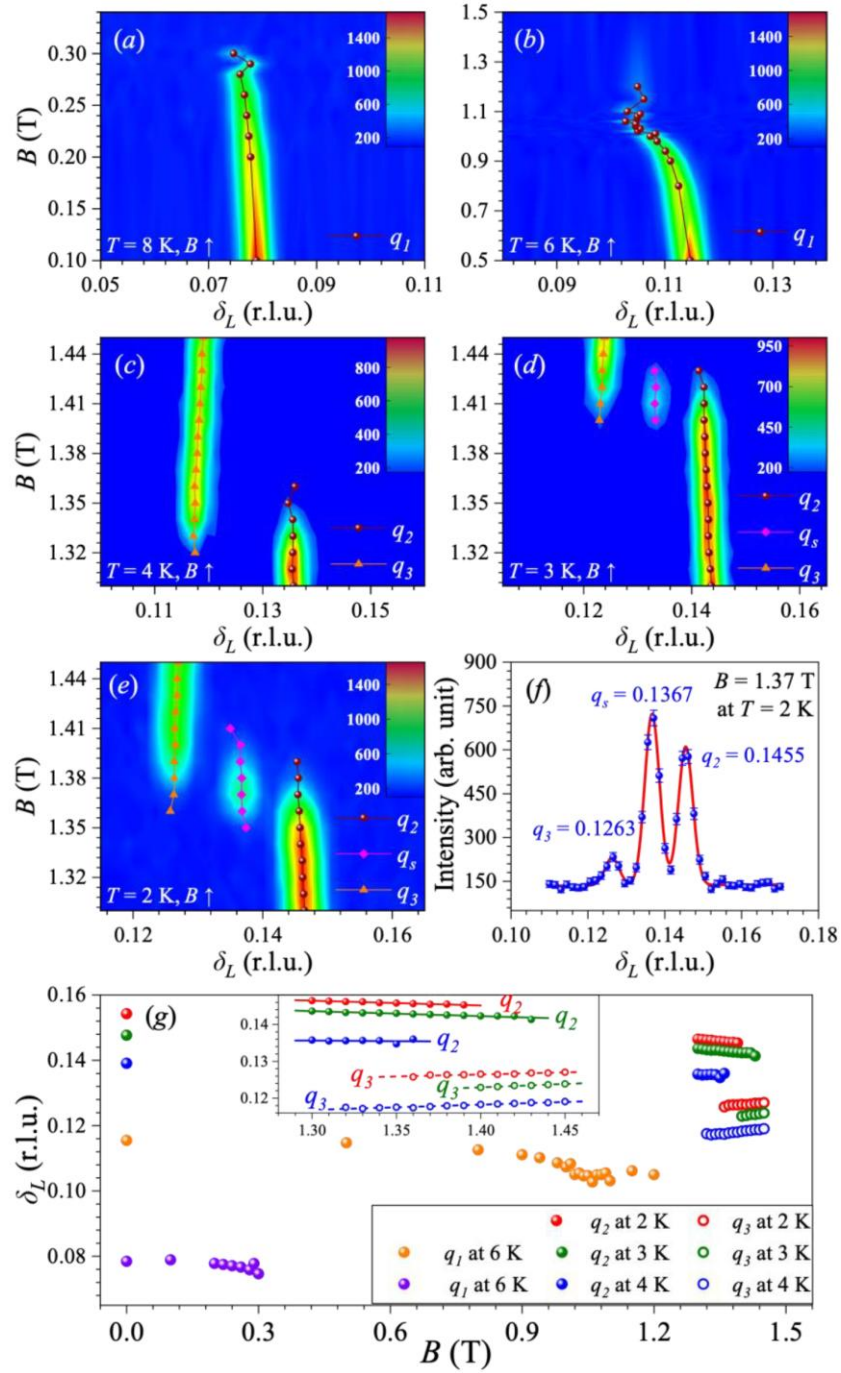 (a)
1400
1000
600
200
B (T)
0.30
0.25
0.20
0.15
0.10
T = 8 K, B ↑
q1
0.05 0.07 0.09 0.11
δL (r.l.u.)
(b)
1400
1000
600
200
B (T)
1.5
1.3
1.1
0.9
0.7
0.5
T = 6 K, B ↑
q1
0.09 0.11 0.13
δL (r.l.u.)
(c)
800
600
400
200
B (T)
1.44
1.41
1.38
1.35
1.32
T = 4 K, B ↑
q2
q3
0.11 0.13 0.15
δL (r.l.u.)
(d)
950
700
450
200
B (T)
1.44
1.41
1.38
1.35
1.32
T = 3 K, B ↑
q2
qs
q3
0.12 0.14 0.16
δL (r.l.u.)
(e)
1400
1000
600
200
B (T)
1.44
1.41
1.38
1.35
1.32
T = 2 K, B ↑
q2
qs
q3
0.12 0.14 0.16
δL (r.l.u.)
(f)
B = 1.37 T
at T = 2 K
qs = 0.1367
q2 = 0.1455
q3 = 0.1263
Intensity (arb. unit)
900
750
600
450
300
150
0.10 0.12 0.14 0.16 0.18
δL (r.l.u.)
(g)
δL (r.l.u.)
0.16
0.14
0.12
0.10
0.08
0.14
0.13
0.12
q2
q2
q2
q3
q3
q3
1.30 1.35 1.40 1.45
q2 at 2 K q3 at 2 K
q1 at 6 K q2 at 3 K q3 at 3 K
q1 at 6 K q2 at 4 K q3 at 4 K
0.0 0.3 0.6 0.9 1.2 1.5
B (T)